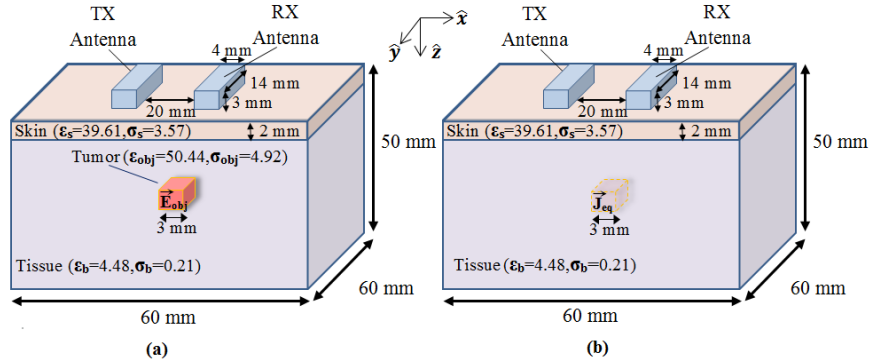 TX
Antenna
RX
Antenna
4 mm
14 mm
3 mm
20 mm
Skin (εs=39.61,σs=3.57)
2 mm
50 mm
Tumor (εobj=50.44,σobj=4.92)
E⃗obj
3 mm
Tissue (εb=4.48,σb=0.21)
60 mm
60 mm
(a)
x̂
ŷ
ẑ
TX
Antenna
RX
Antenna
4 mm
14 mm
3 mm
20 mm
Skin (εs=39.61,σs=3.57)
2 mm
50 mm
J⃗eq
3 mm
Tissue (εb=4.48,σb=0.21)
60 mm
60 mm
(b)